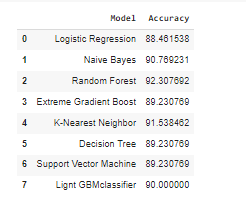 Model Accuracy
0 Logistic Regression 88.461538
1 Naive Bayes 90.769231
2 Random Forest 92.307692
3 Extreme Gradient Boost 89.230769
4 K-Nearest Neighbor 91.538462
5 Decision Tree 89.230769
6 Support Vector Machine 89.230769
7 Lignt GBMclassifier 90.000000